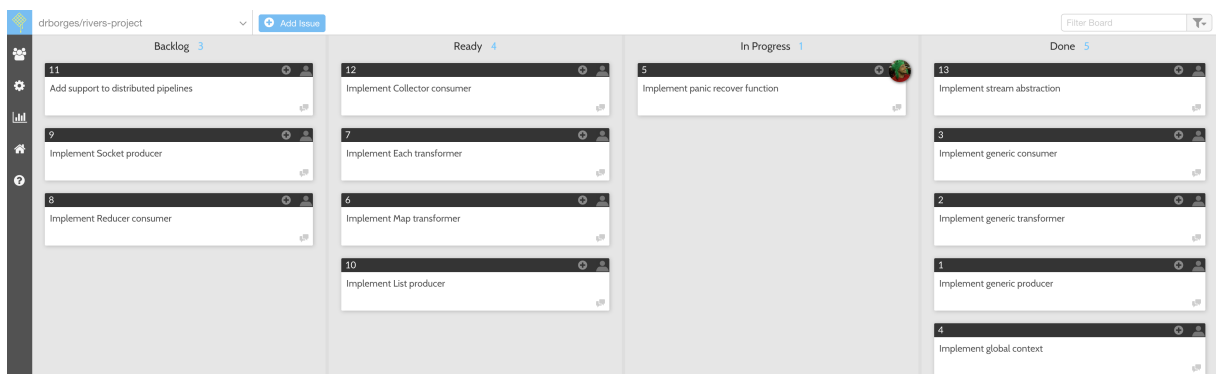 drborges/rivers-project
Add Issue
Filter Board
Backlog 3
11
Add support to distributed pipelines
9
Implement Socket producer
8
Implement Reducer consumer
Ready 4
12
Implement Collector consumer
7
Implement Each transformer
6
Implement Map transformer
10
Implement List producer
In Progress 1
5
Implement panic recover function
Done 5
13
Implement stream abstraction
3
Implement generic consumer
2
Implement generic transformer
1
Implement generic producer
4
Implement global context